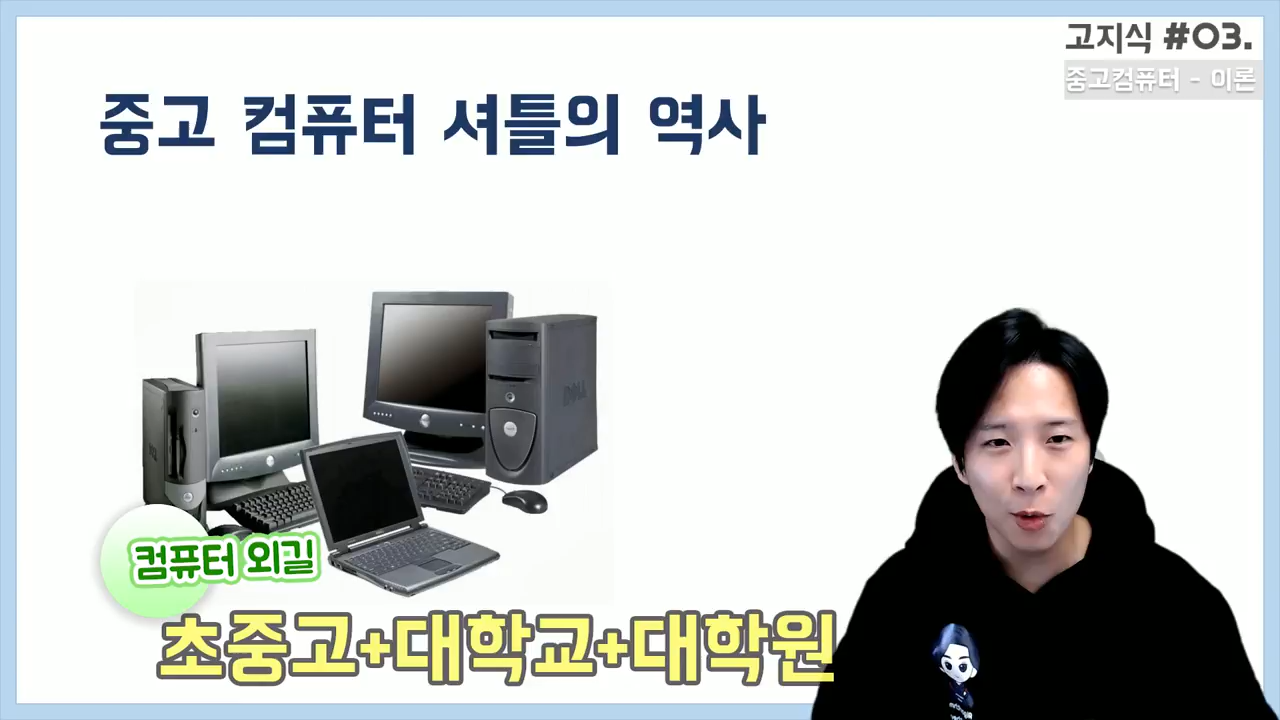 고지식 #03.
중고컴퓨터 - 이론
중고 컴퓨터 셔틀의 역사
DELL
컴퓨터 외길
초중고+대학교+대학원